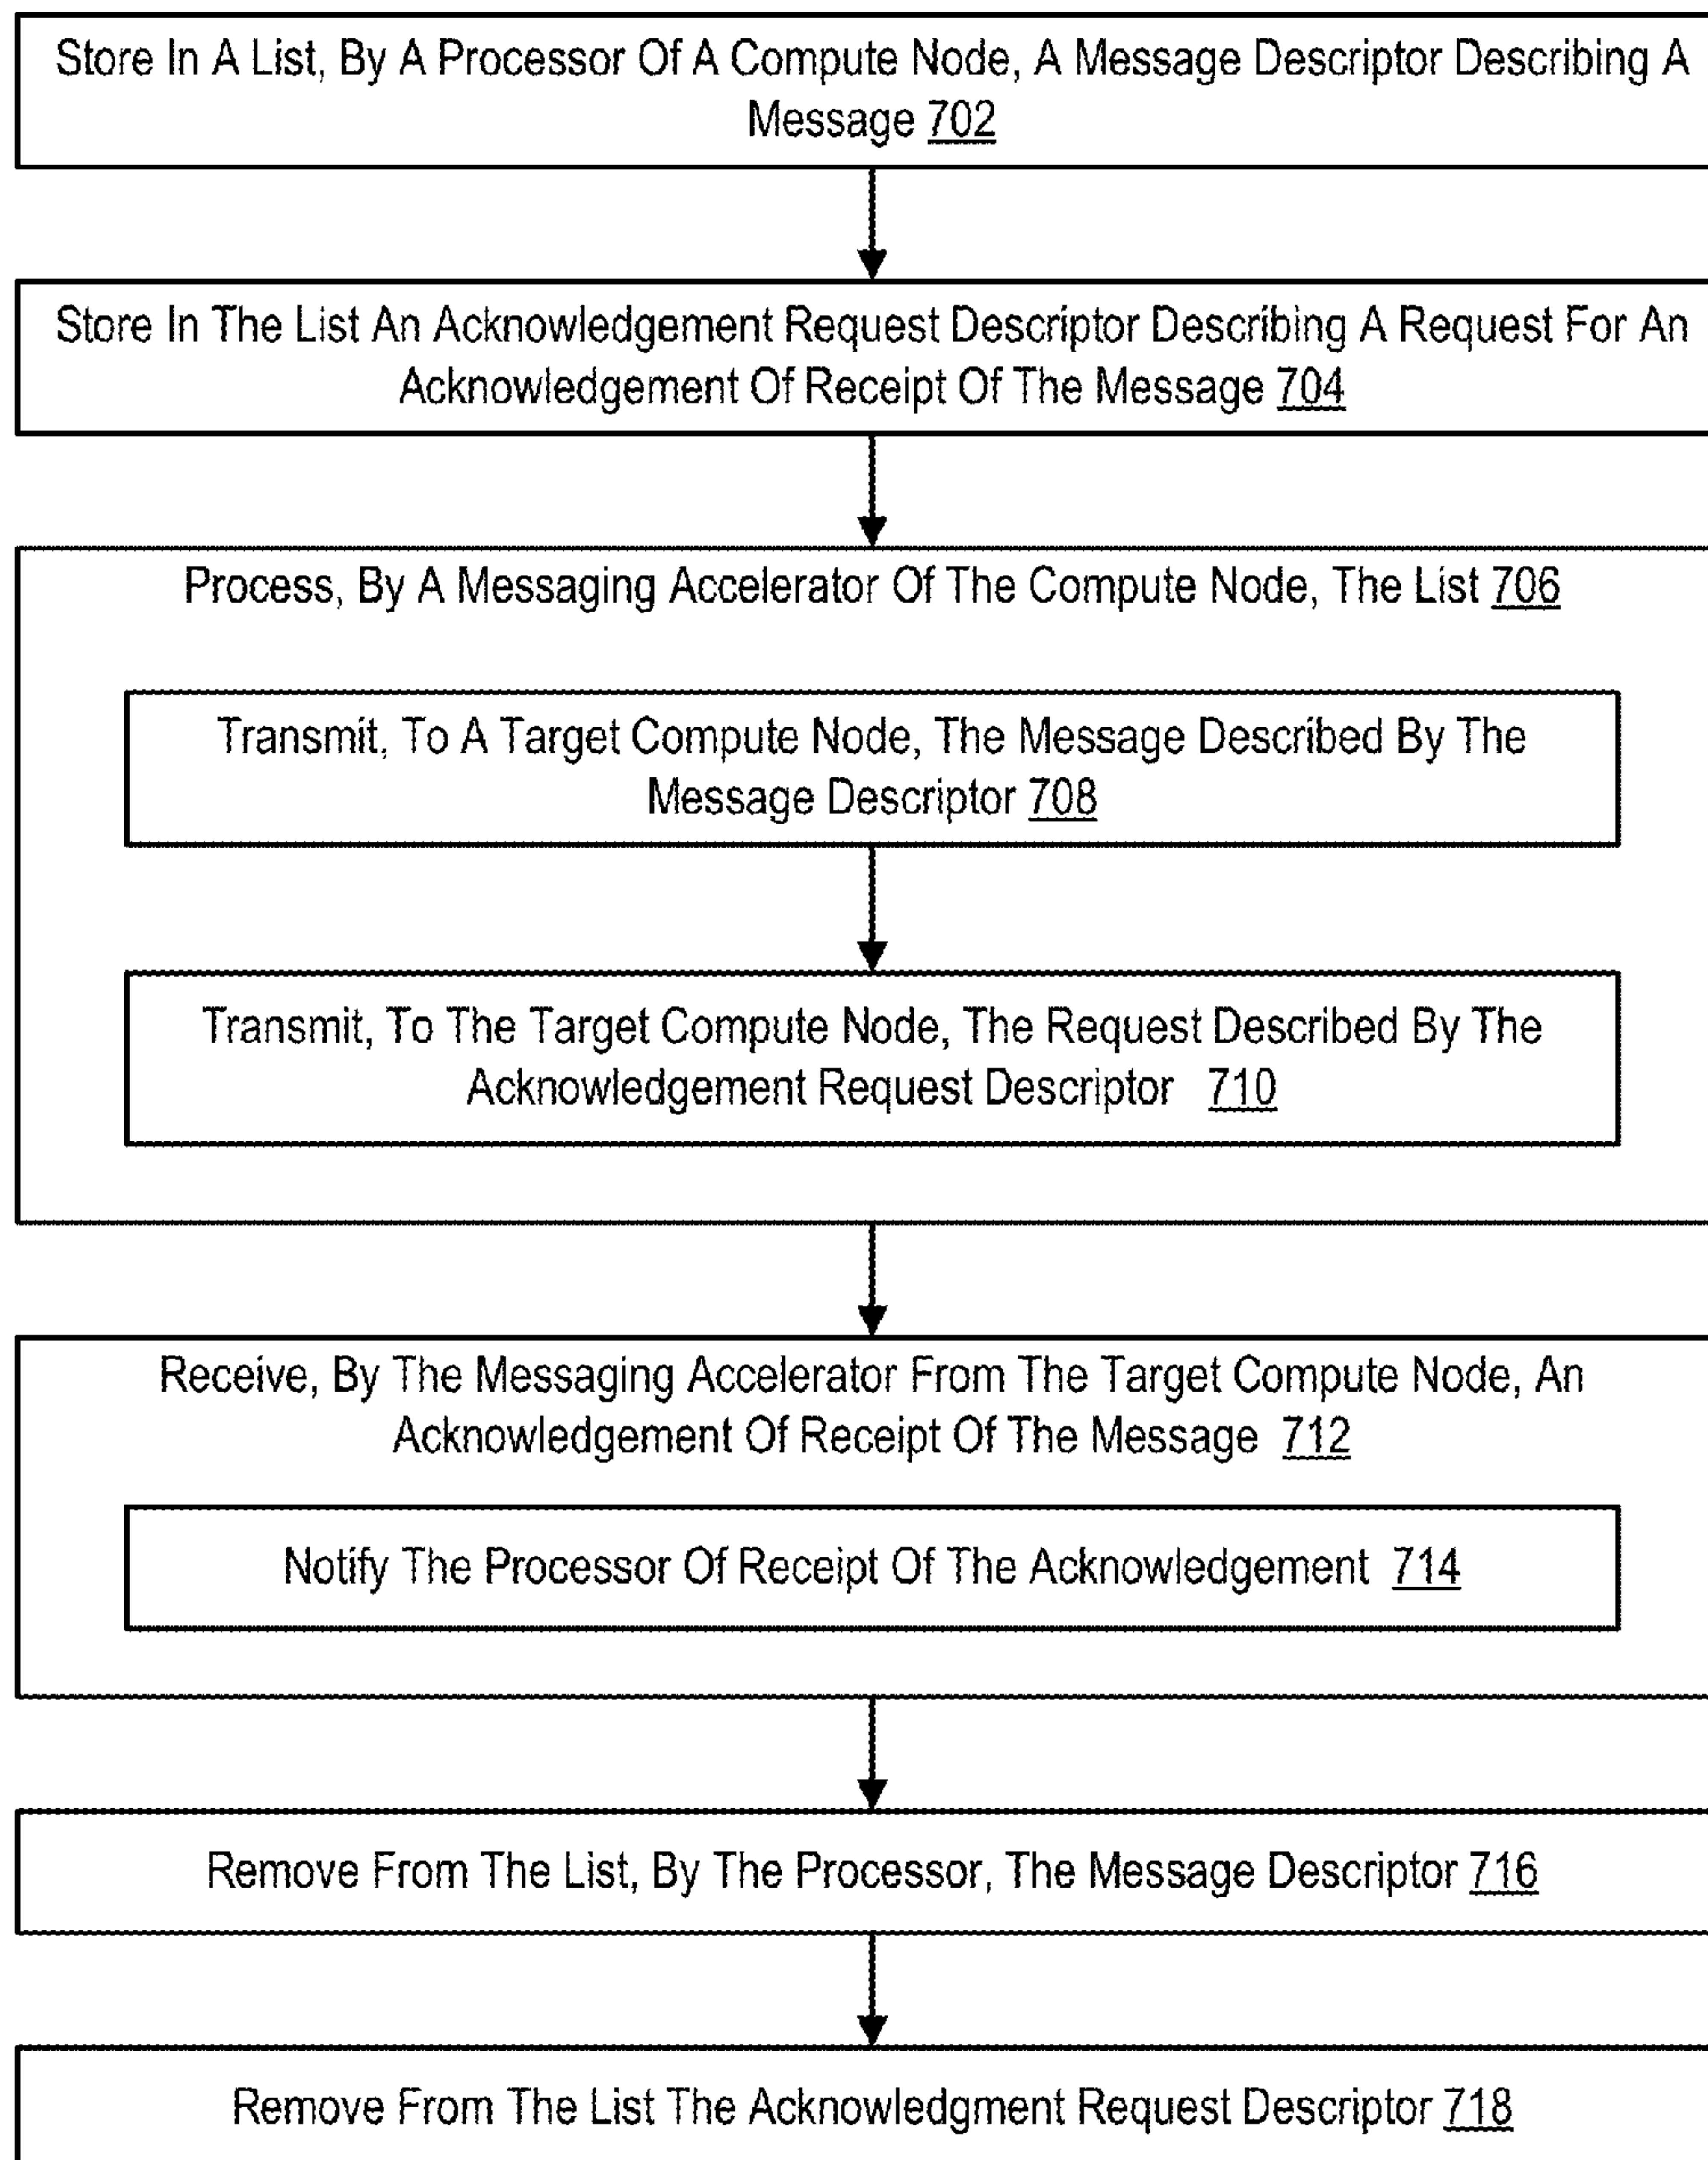 Store In A List, By A Processor Of A Compute Node, A Message Descriptor Describing A
Message 702
Store In The List An Acknowledgement Request Descriptor Describing A Request For An
Acknowledgement Of Receipt Of The Message 704
Process, By A Messaging Accelerator Of The Compute Node, The List 706
Transmit, To A Target Compute Node, The Message Described By The
Message Descriptor 708
Transmit, To The Target Compute Node, The Request Described By The
Acknowledgement Request Descriptor 710
Receive, By The Messaging Accelerator From The Target Compute Node, An
Acknowledgement Of Receipt Of The Message 712
Notify The Processor Of Receipt Of The Acknowledgement 714
Remove From The List, By The Processor, The Message Descriptor 716
Remove From The List The Acknowledgment Request Descriptor 718